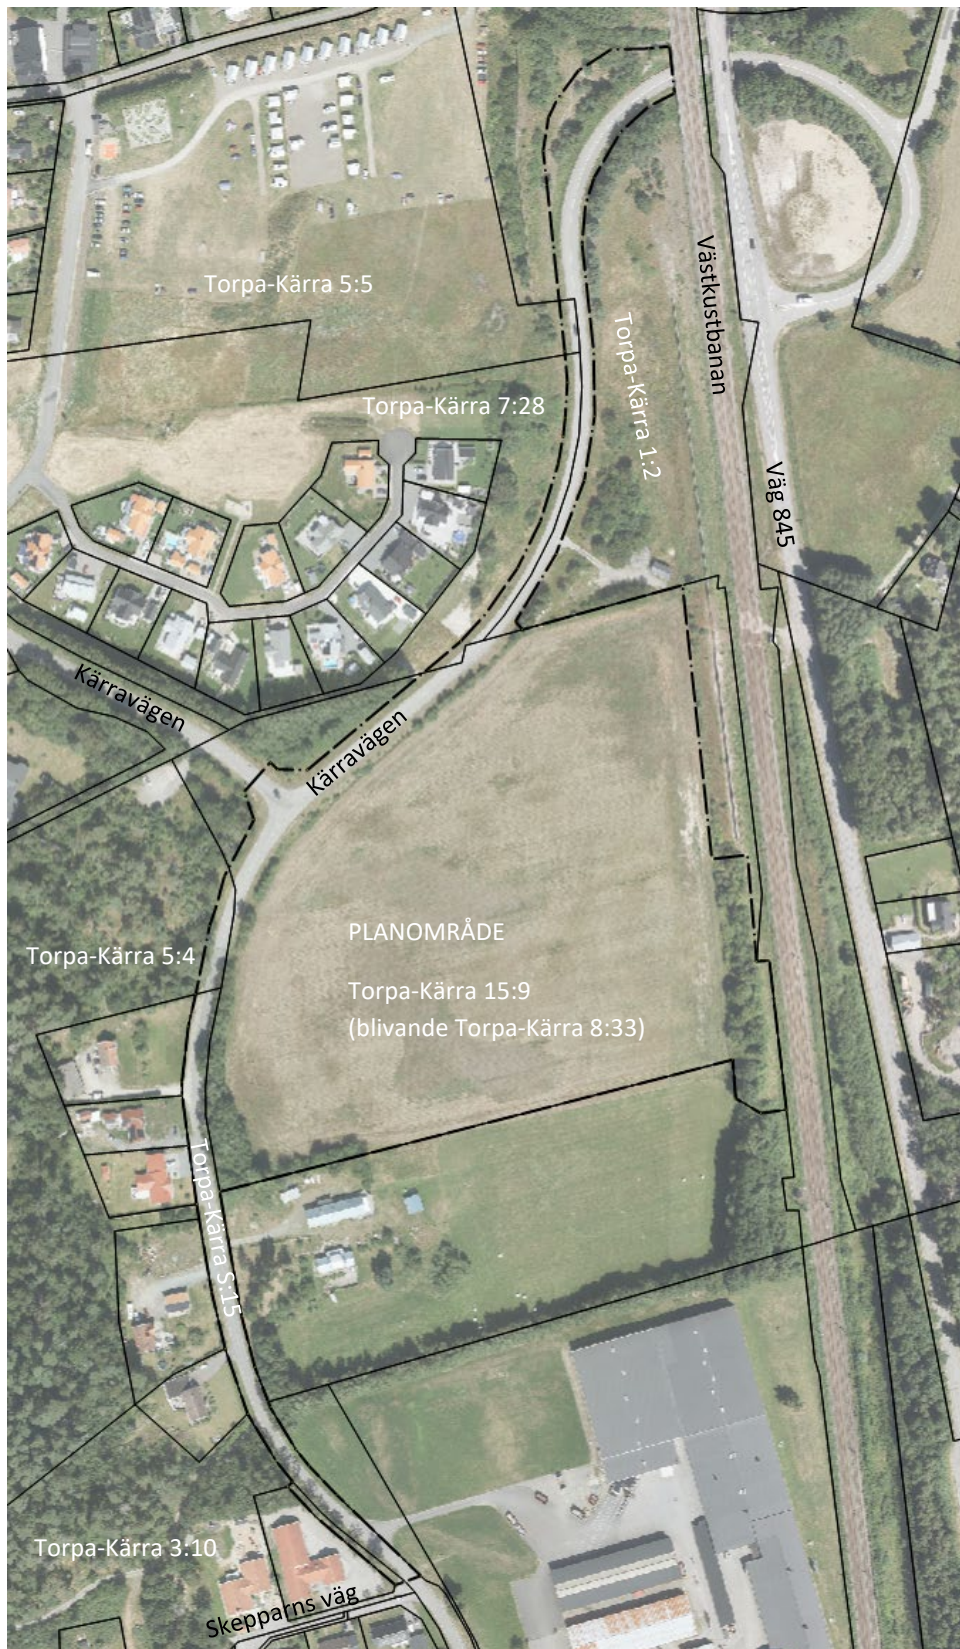 Torpa-Kärra 5:5
Västkustbanan
Torpa-Kärra 1:2
Torpa-Kärra 7:28
Väg 845
Kärravägen
Kärravägen
PLANOMRÅDE
Torpa-Kärra 5:4
Torpa-Kärra 15:9
(blivande Torpa-Kärra 8:33)
Torpa-Kärra S:15
Torpa-Kärra 3:10
Skepparns väg